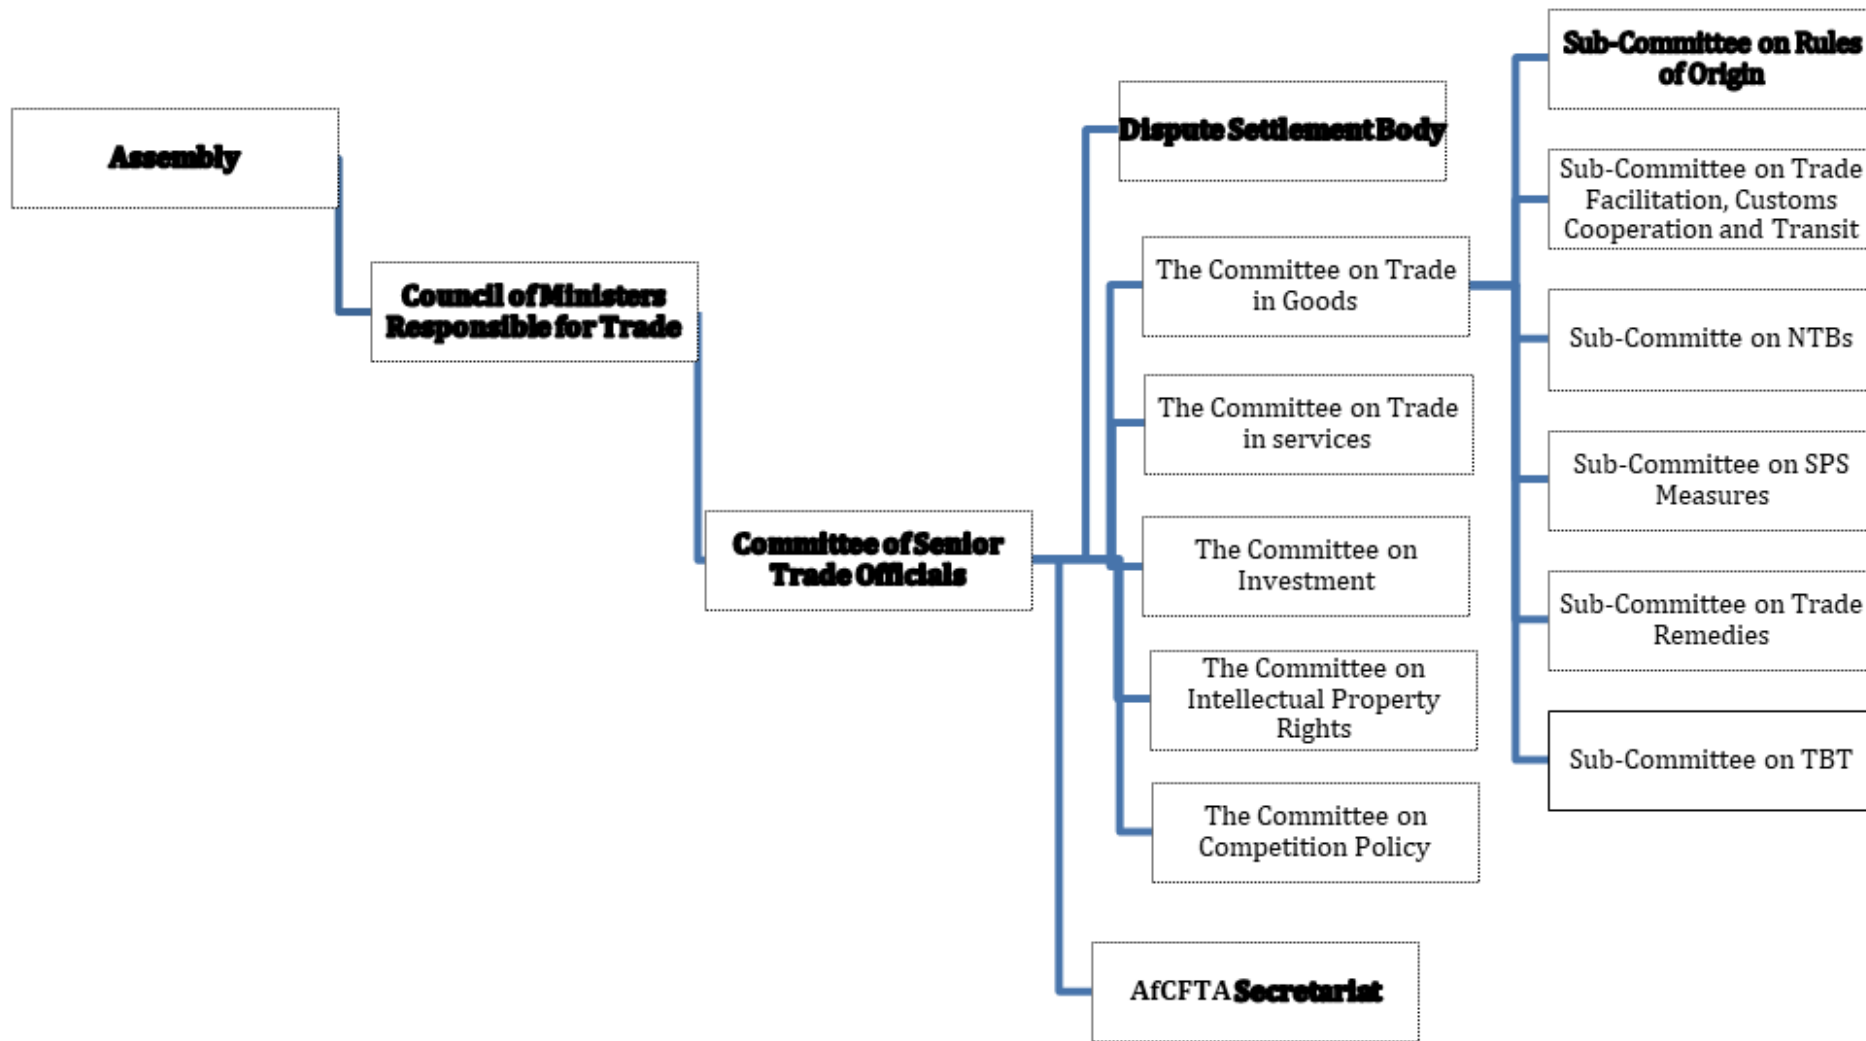 Assembly
Council of Ministers
Responsible for Trade
Committee of Senior
Trade Officials
Dispute Settlement Body
The Committee on Trade
in Goods
The Committee on Trade
in services
The Committee on
Investment
The Committee on
Intellectual Property
Rights
The Committee on
Competition Policy
AfCFTA Secretariat
Sub-Committee on Rules
of Origin
Sub-Committee on Trade
Facilitation, Customs
Cooperation and Transit
Sub-Committe on NTBs
Sub-Committee on SPS
Measures
Sub-Committee on Trade
Remedies
Sub-Committee on TBT